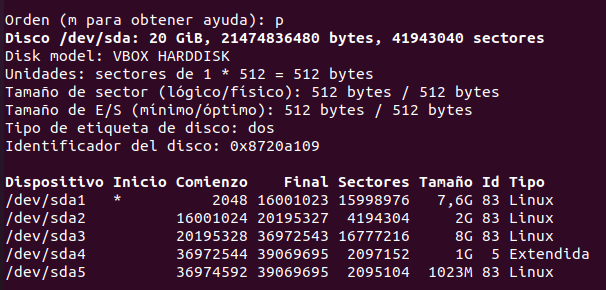 Orden (m para obtener ayuda): p
Disco /dev/sda: 20 GiB, 21474836480 bytes, 41943040 sectores
Disk model: VBOX HARDDISK
Unidades: sectores de 1 * 512 = 512 bytes
Tamaño de sector (lógico/físico): 512 bytes / 512 bytes
Tamaño de E/S (mínimo/óptimo): 512 bytes / 512 bytes
Tipo de etiqueta de disco: dos
Identificador del disco: 0x8720a109
Dispositivo Inicio Comienzo Final Sectores Tamaño Id Tipo
/dev/sda1 * 2048 16001023 15998976 7,6G 83 Linux
/dev/sda2 16001024 20195327 4194304 2G 83 Linux
/dev/sda3 20195328 36972543 16777216 8G 83 Linux
/dev/sda4 36972544 39069695 2097152 1G 5 Extendida
/dev/sda5 36974592 39069695 2095104 1023M 83 Linux